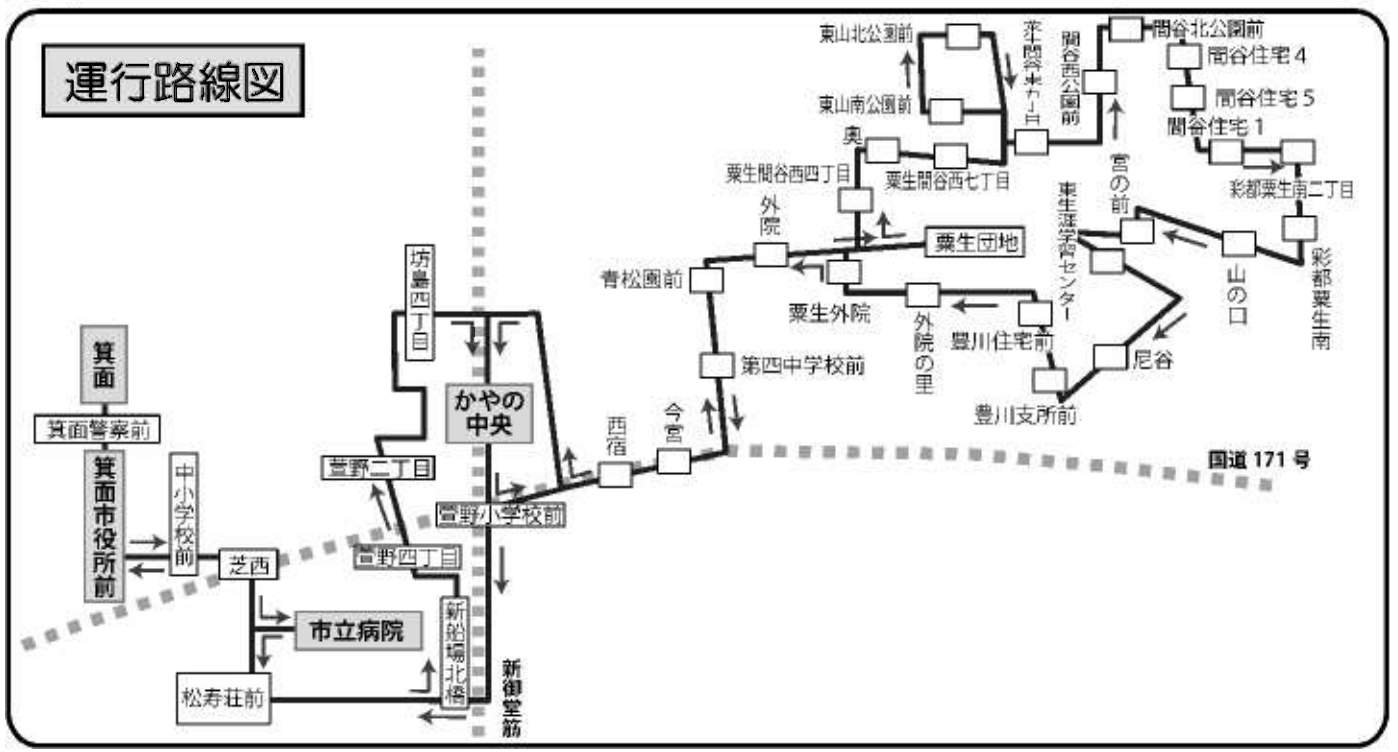 運行路線図
東山北公園前
東山南公園前
粟生間谷東
間谷西公園前
間谷北公園前
間谷住宅4
間谷住宅5
間谷住宅1
彩都粟生南二丁目
彩都粟生南
山の口
宮の前
東生涯学習センター
尼谷
豊川支所前
豊川住宅前
外院の里
粟生外院
奥
粟生間谷西七丁目
粟生間谷西四丁目
粟生団地
外院
青松園前
第四中学校前
今宮
西宿
国道171号
坊島四丁目
かやの
中央
萱野二丁目
萱野小学校前
萱野四丁目
新船場北橋
新御堂筋
箕面
箕面警察前
箕面市役所前
中小学校前
芝西
市立病院
松寿荘前